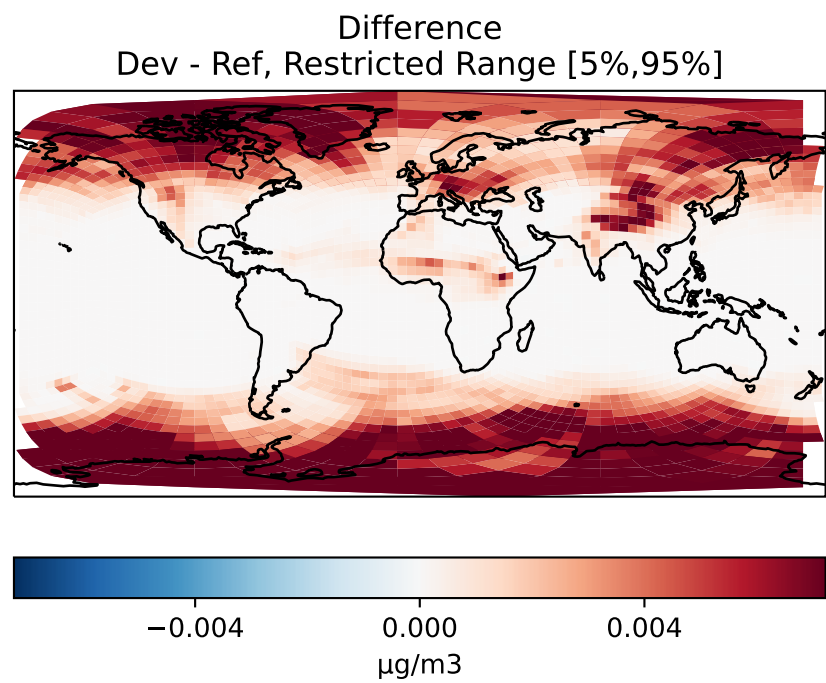 Difference
Dev - Ref, Restricted Range [5%,95%]
−0.004 0.000 0.004
μg/m3